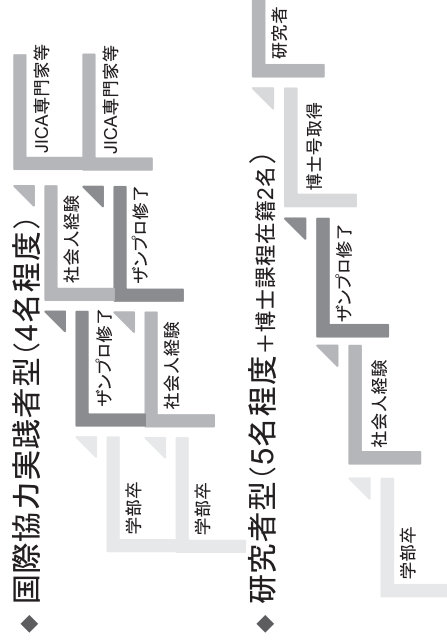 ◆ 国際協力実践者型(4名程度)
学部卒
ザンプロ修了
社会人経験
JICA専門家等
学部卒
社会人経験
ザンプロ修了
JICA専門家等
◆ 研究者型(5名程度+博士課程在籍2名)
学部卒
社会人経験
ザンプロ修了
博士号取得
研究者